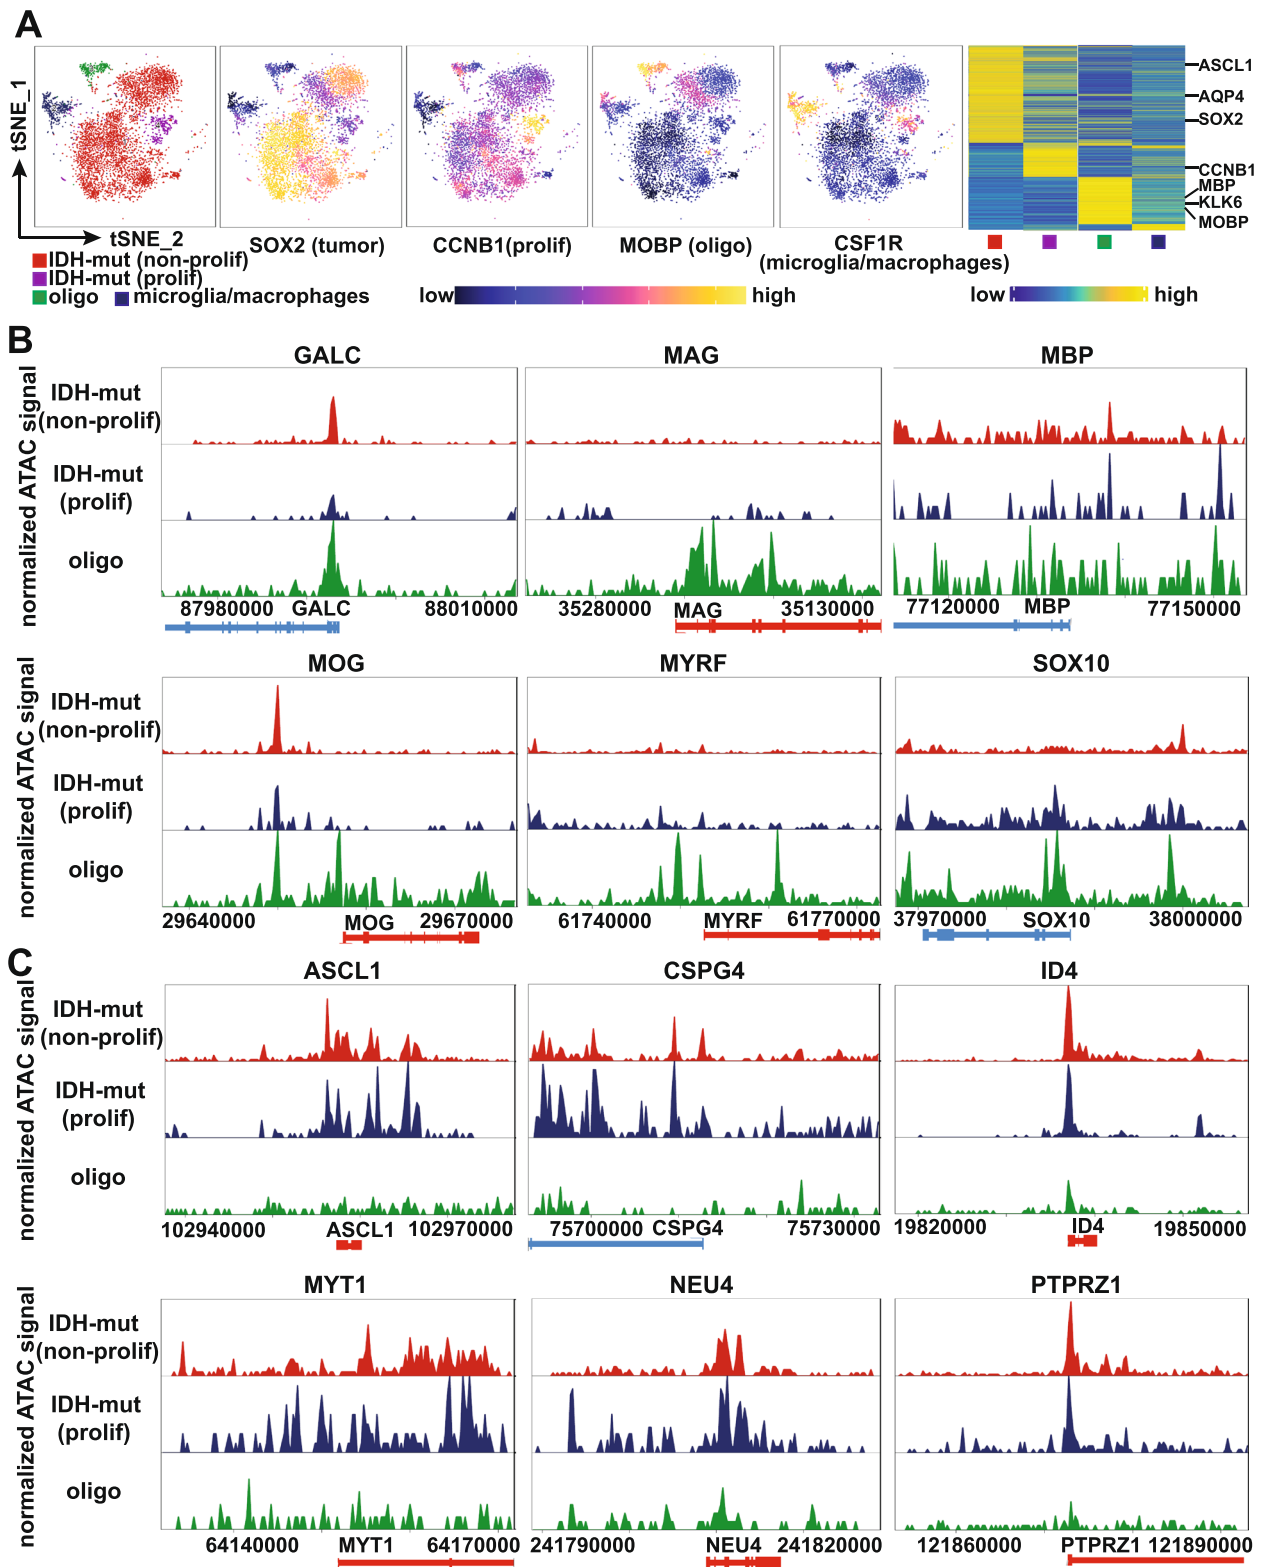 A
tSNE_1
tSNE_2
SOX2 (tumor)
CCNB1(prolif)
MOBP (oligo)
CSF1R
(microglia/macrophages)
ASCL1
AQP4
SOX2
CCNB1
MBP
KLK6
MOBP
IDH-mut (non-prolif)
IDH-mut (prolif)
oligo
microglia/macrophages
low
high
low
high
B
normalized ATAC signal
GALC
MAG
MBP
IDH-mut
(non-prolif)
IDH-mut
(prolif)
oligo
87980000 GALC 88010000
35280000 MAG 35130000
77120000 MBP 77150000
normalized ATAC signal
MOG
MYRF
SOX10
IDH-mut
(non-prolif)
IDH-mut
(prolif)
oligo
29640000 MOG 29670000
61740000 MYRF 61770000
37970000 SOX10 38000000
C
normalized ATAC signal
ASCL1
CSPG4
ID4
IDH-mut
(non-prolif)
IDH-mut
(prolif)
oligo
102940000 ASCL1 102970000
75700000 CSPG4 75730000
19820000 ID4 19850000
normalized ATAC signal
MYT1
NEU4
PTPRZ1
IDH-mut
(non-prolif)
IDH-mut
(prolif)
oligo
64140000 MYT1 64170000
241790000 NEU4 241820000
121860000 PTPRZ1 121890000